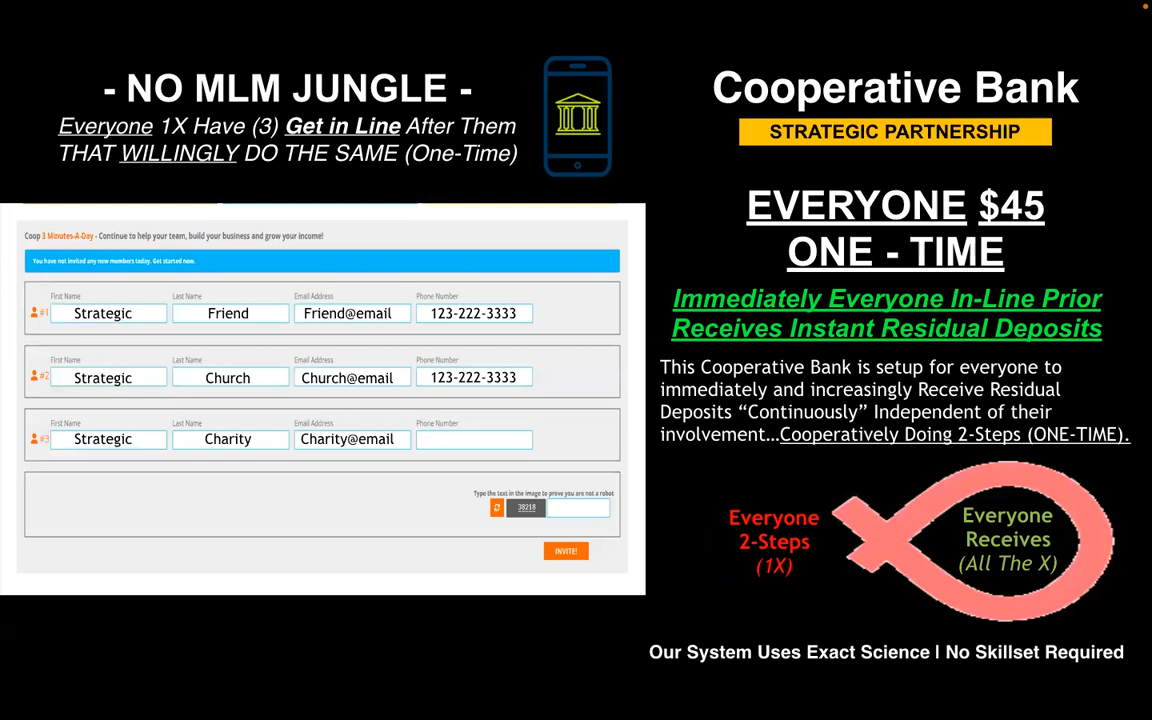 - NO MLM JUNGLE -
Everyone 1X Have (3) Get in Line After Them
THAT WILLINGLY DO THE SAME (One-Time)
Coop 3 Minutes-A-Day - Continue to help your team, build your business and grow your income!
You have not invited any new members today. Get started now.
First Name Last Name Email Address Phone Number
#1 Strategic Friend Friend@email 123-222-3333
First Name Last Name Email Address Phone Number
#2 Strategic Church Church@email 123-222-3333
First Name Last Name Email Address Phone Number
#3 Strategic Charity Charity@email
Type the text in the image to prove you are not a robot
38218
INVITE!
Cooperative Bank
STRATEGIC PARTNERSHIP
EVERYONE $45
ONE - TIME
Immediately Everyone In-Line Prior
Receives Instant Residual Deposits
This Cooperative Bank is setup for everyone to
immediately and increasingly Receive Residual
Deposits “Continuously” Independent of their
involvement...Cooperatively Doing 2-Steps (ONE-TIME).
Everyone
2-Steps
(1X)
Everyone
Receives
(All The X)
Our System Uses Exact Science | No Skillset Required